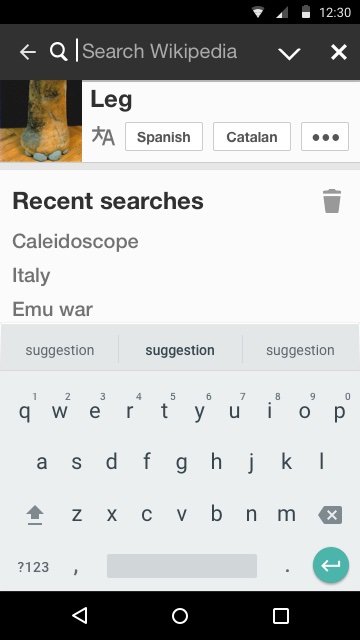 12:30
Search Wikipedia
Leg
Spanish Catalan
Recent searches
Caleidoscope
Italy
Emu war
suggestion suggestion suggestion
1 2 3 4 5 6 7 8 9 0
q w e r t y u i o p
a s d f g h j k l
z x c v b n m
?123 , .